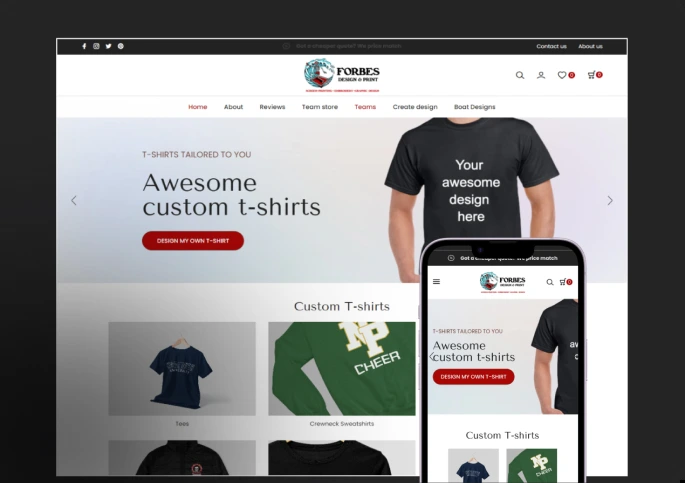 Got a cheaper quote? We price match
Contact us
About us
FORBES
DESIGN & PRINT
0
0
Home
About
Reviews
Team store
Teams
Create design
Boat Designs
T-SHIRTS TAILORED TO YOU
Awesome
custom t-shirts
DESIGN MY OWN T-SHIRT
Your
awesome
design
here
Custom T-shirts
NP
CHEER
Tees
Crewneck Sweatshirts
Got a cheaper quote? We price match
FORBES
DESIGN & PRINT
0
T-SHIRTS TAILORED TO YOU
Awesome
custom t-shirts
DESIGN MY OWN T-SHIRT
Custom T-shirts
NP
CHEER